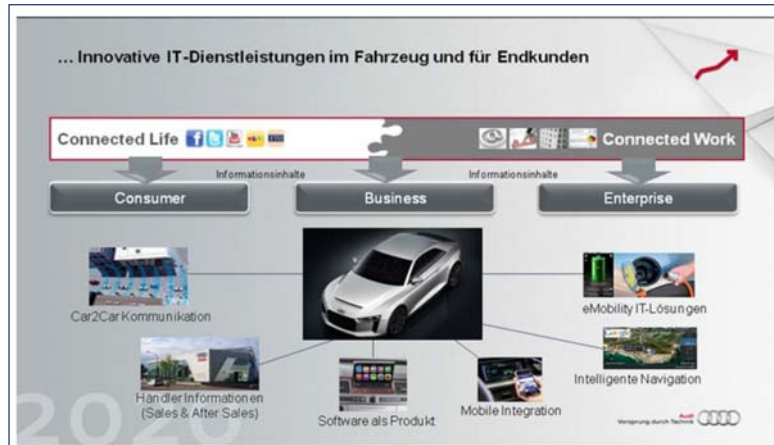 ... Innovative IT-Dienstleistungen im Fahrzeug und für Endkunden
Connected Life
Connected Work
Informationsinhalte
Informationsinhalte
Consumer
Business
Enterprise
Car2Car Kommunikation
eMobility IT-Lösungen
Händler Informationen
(Sales & After Sales)
Software als Produkt
Mobile Integration
Intelligente Navigation
2020
Audi
Vorsprung durch Technik